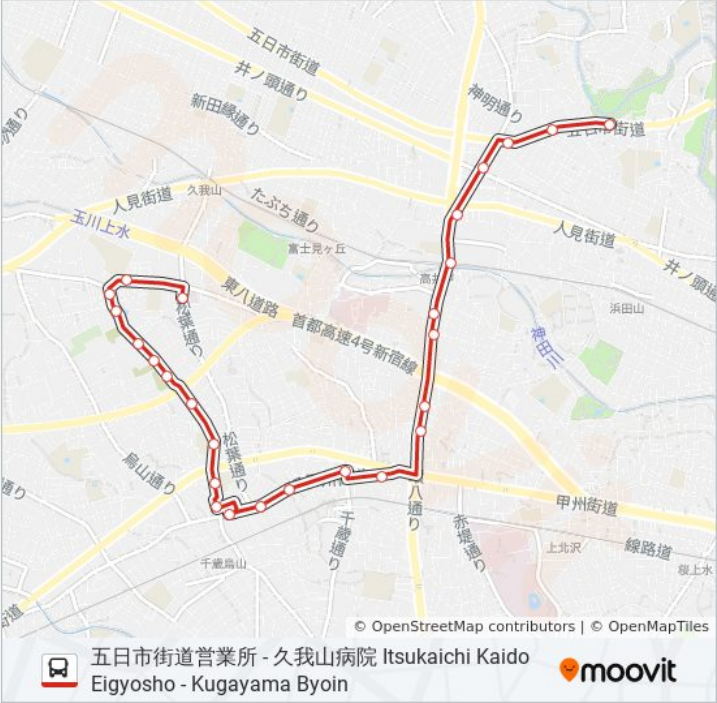 五日市街道
井ノ頭通り
神明通り
新田縁通り
五日市街道
人見街道
久我山
たぶち通り
玉川上水
人見街道
富士見ヶ丘
井ノ頭通
東八道路
首都高速4号新宿線
浜田山
松葉通り
神田川
松葉通り
烏山通り
甲州街道
八通り
千歳通り
赤堤通り
上北沢
線路道
桜上水
千歳烏山
街道
© OpenStreetMap contributors | © OpenMapTiles
五日市街道営業所 - 久我山病院 Itsukaichi Kaido
Eigyosho - Kugayama Byoin
moovit